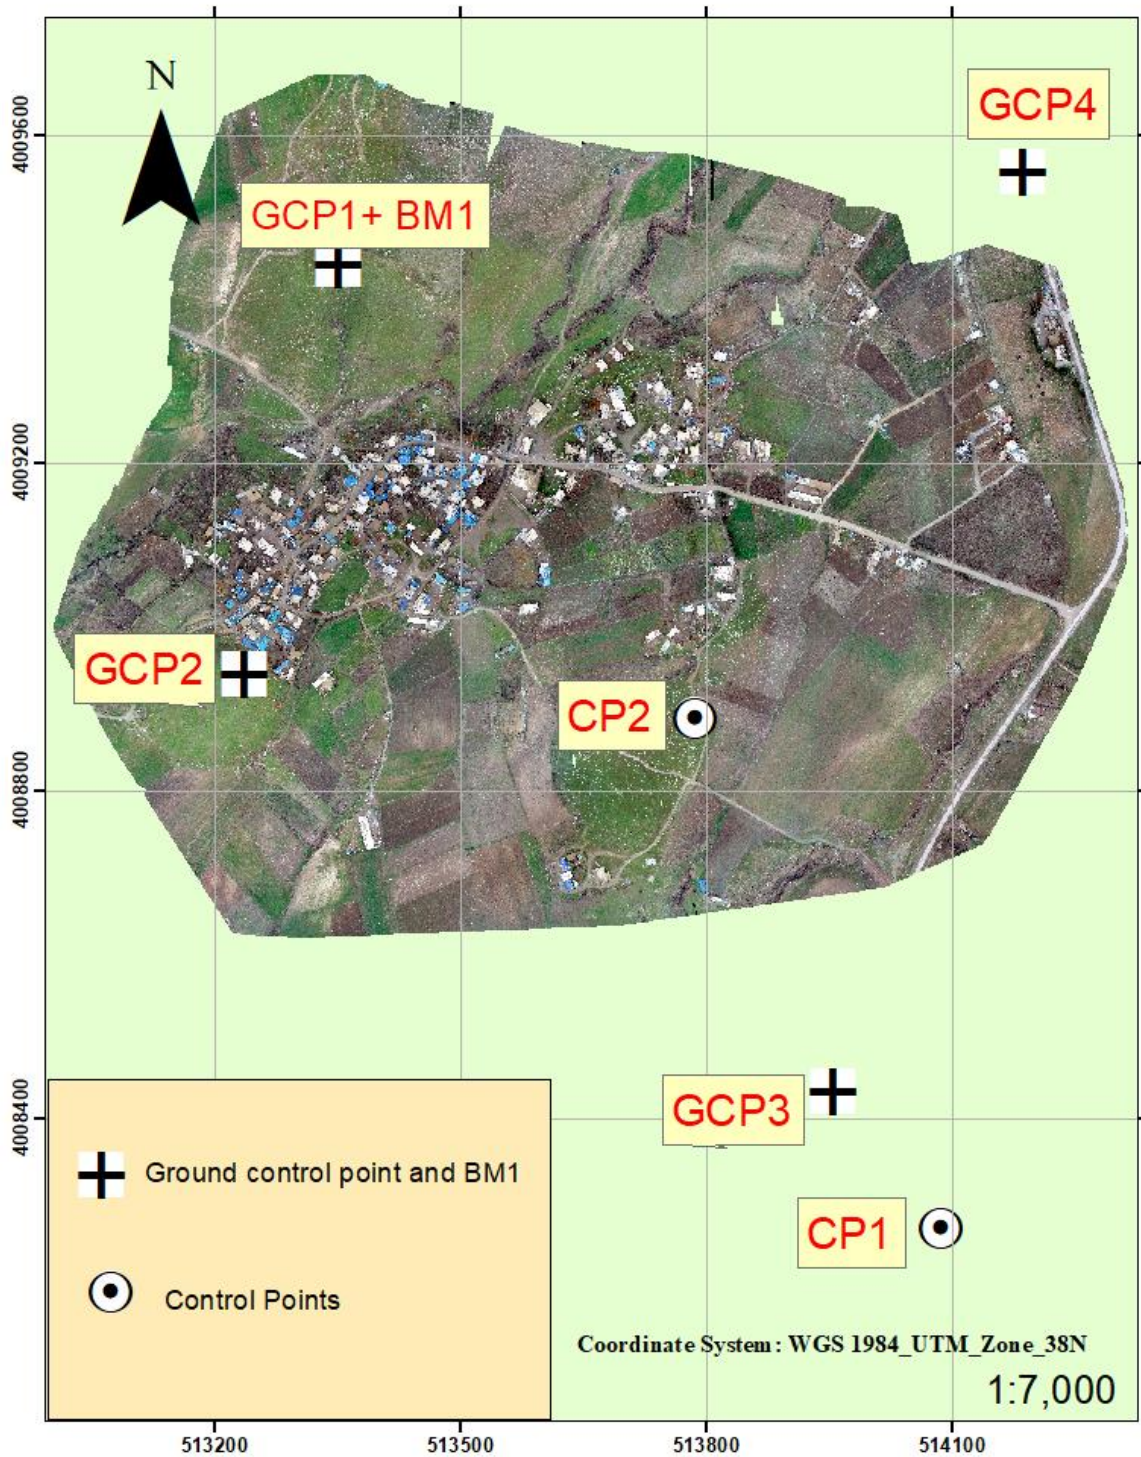 N
GCP4
GCP1+ BM1
GCP2
CP2
GCP3
CP1
4009600
4009200
4008800
4008400
Ground control point and BM1
Control Points
Coordinate System: WGS 1984_UTM_Zone_38N
1:7,000
513200 513500 513800 514100